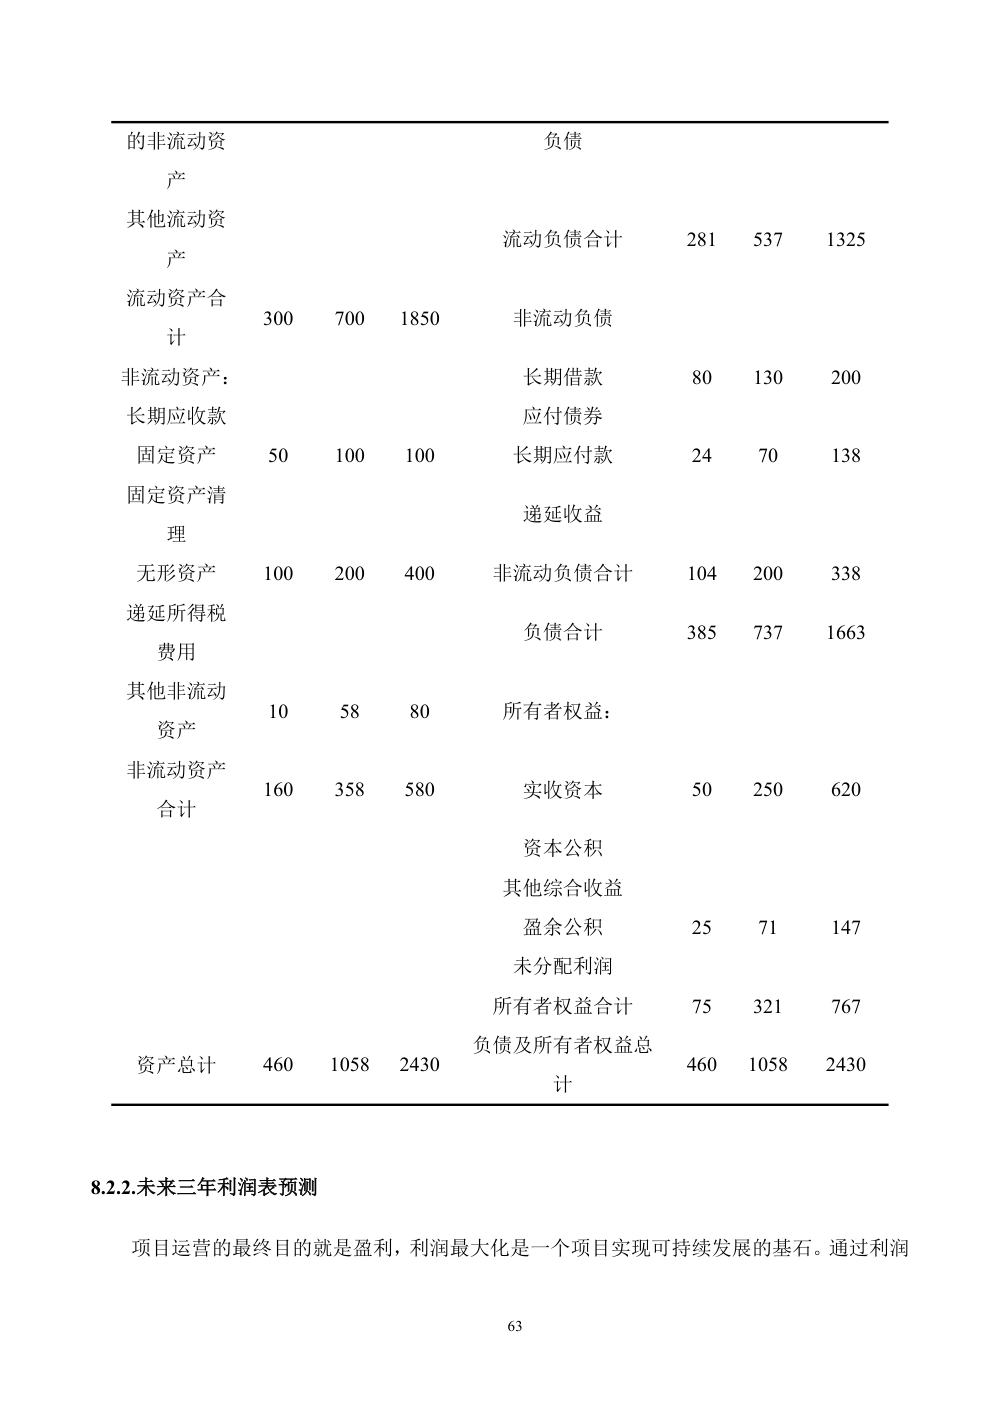 的非流动资 负债
产
其他流动资
流动负债合计 281 537 1325
产
流动资产合
300 700 1850 非流动负债
计
非流动资产： 长期借款 80 130 200
长期应收款 应付债券
固定资产 50 100 100 长期应付款 24 70 138
固定资产清
递延收益
理
无形资产 100 200 400 非流动负债合计 104 200 338
递延所得税
负债合计 385 737 1663
费用
其他非流动
10 58 80 所有者权益：
资产
非流动资产
160 358 580 实收资本 50 250 620
合计
资本公积
其他综合收益
盈余公积 25 71 147
未分配利润
所有者权益合计 75 321 767
负债及所有者权益总
资产总计 460 1058 2430 460 1058 2430
计
8.2.2.未来三年利润表预测
项目运营的最终目的就是盈利，利润最大化是一个项目实现可持续发展的基石。通过利润
63